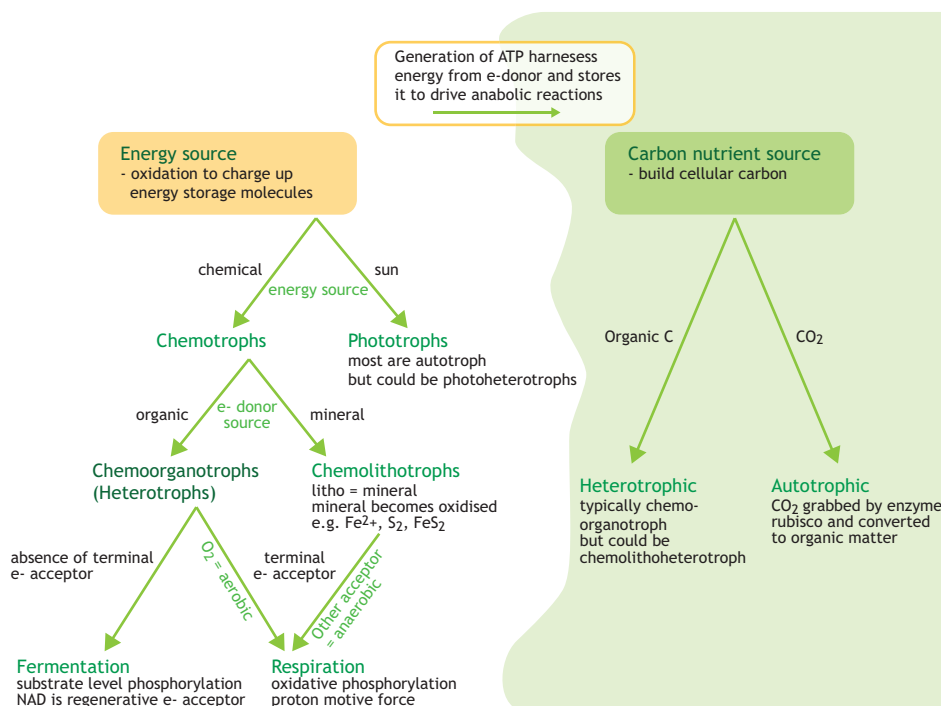 Generation of ATP harnesess
energy from e-donor and stores
it to drive anabolic reactions
Energy source
- oxidation to charge up
energy storage molecules
Carbon nutrient source
- build cellular carbon
chemical
sun
energy source
Chemotrophs
Phototrophs
most are autotroph
but could be photoheterotrophs
organic
e- donor
source
mineral
Chemoorganotrophs
(Heterotrophs)
Chemolithotrophs
litho = mineral
mineral becomes oxidised
e.g. Fe²⁺, S₂, FeS₂
absence of terminal
e- acceptor
O₂ = aerobic
terminal
e- acceptor
Other acceptor
= anaerobic
Fermentation
substrate level phosphorylation
NAD is regenerative e- acceptor
Respiration
oxidative phosphorylation
proton motive force
Organic C
CO₂
Heterotrophic
typically chemo-
organotroph
but could be
chemolithoheterotroph
Autotrophic
CO₂ grabbed by enzyme
rubisco and converted
to organic matter